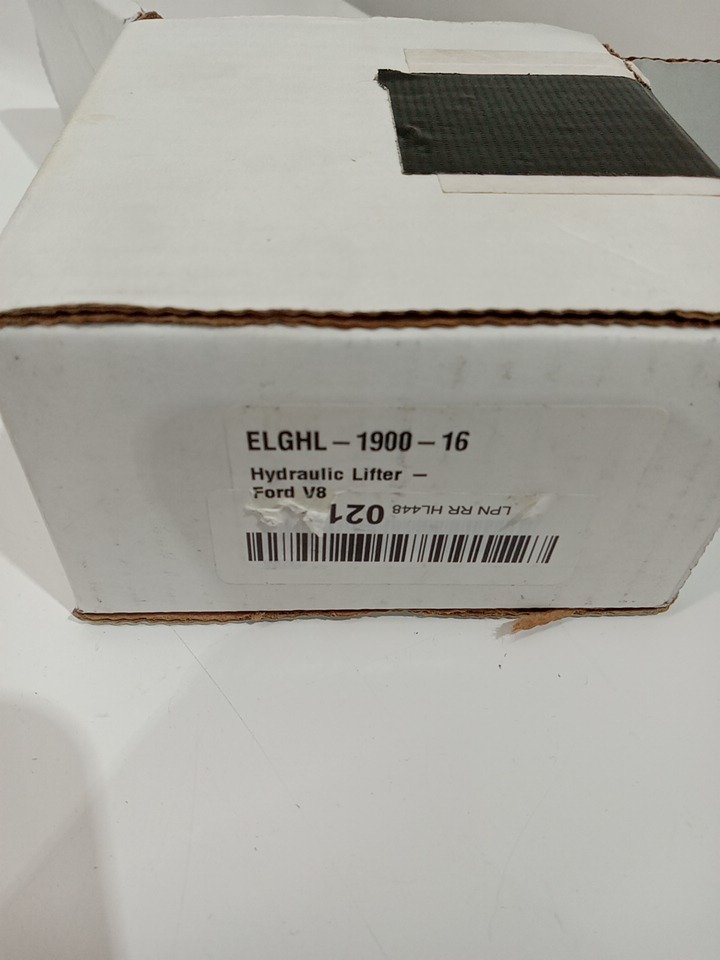 ELGHL-1900-16
Hydraulic Lifter -
Ford V8
LPN RR HL448 021